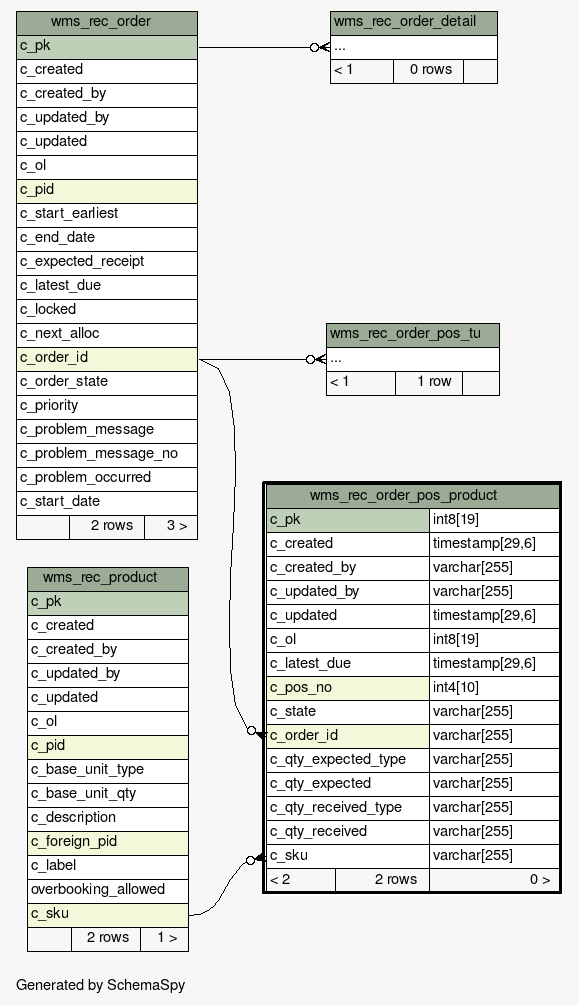 wms_rec_order
c_pk
c_created
c_created_by
c_updated_by
c_updated
c_ol
c_pid
c_start_earliest
c_end_date
c_expected_receipt
c_latest_due
c_locked
c_next_alloc
c_order_id
c_order_state
c_priority
c_problem_message
c_problem_message_no
c_problem_occurred
c_start_date
2 rows 3 >
wms_rec_order_detail
...
< 1 0 rows
wms_rec_order_pos_tu
...
< 1 1 row
wms_rec_order_pos_product
c_pk int8[19]
c_created timestamp[29,6]
c_created_by varchar[255]
c_updated_by varchar[255]
c_updated timestamp[29,6]
c_ol int8[19]
c_latest_due timestamp[29,6]
c_pos_no int4[10]
c_state varchar[255]
c_order_id varchar[255]
c_qty_expected_type varchar[255]
c_qty_expected varchar[255]
c_qty_received_type varchar[255]
c_qty_received varchar[255]
c_sku varchar[255]
< 2 2 rows 0 >
wms_rec_product
c_pk
c_created
c_created_by
c_updated_by
c_updated
c_ol
c_pid
c_base_unit_type
c_base_unit_qty
c_description
c_foreign_pid
c_label
overbooking_allowed
c_sku
2 rows 1 >
Generated by SchemaSpy